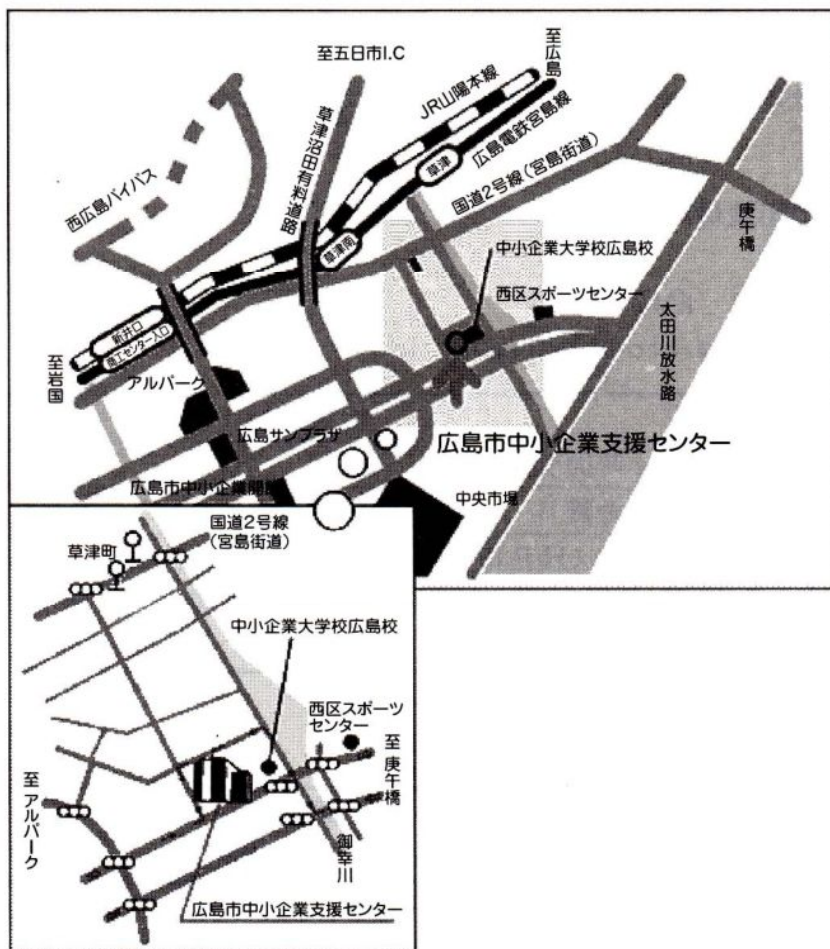 至五日市I.C
至広島
JR山陽本線
広島電鉄宮島線
草津沼田有料道路
草津
国道2号線(宮島街道)
西広島バイパス
庚午橋
草津南
中小企業大学校広島校
西区スポーツセンター
太田川放水路
新井口
商工センター入口
至岩国
アルパーク
広島サンプラザ
広島市中小企業支援センター
広島市中小企業
中央市場
国道2号線
(宮島街道)
草津町
中小企業大学校広島校
西区スポーツ
センター
至 庚午橋
至 アルパーク
御幸川
広島市中小企業支援センター